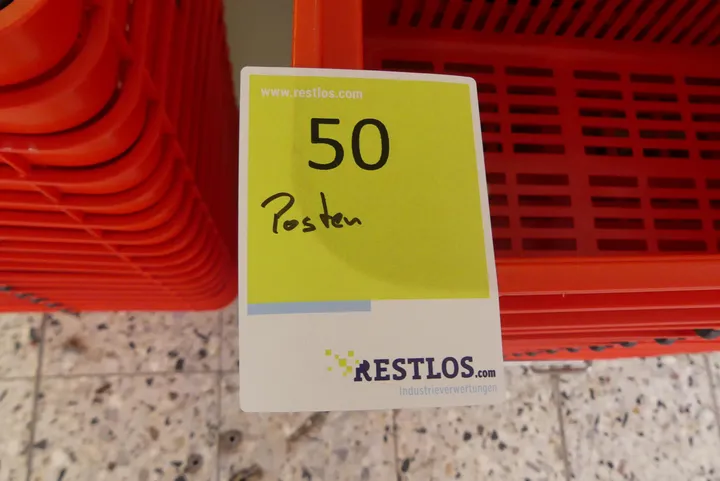 www.restlos.com
50
Posten
RESTLOS.com
Industrieverwertungen